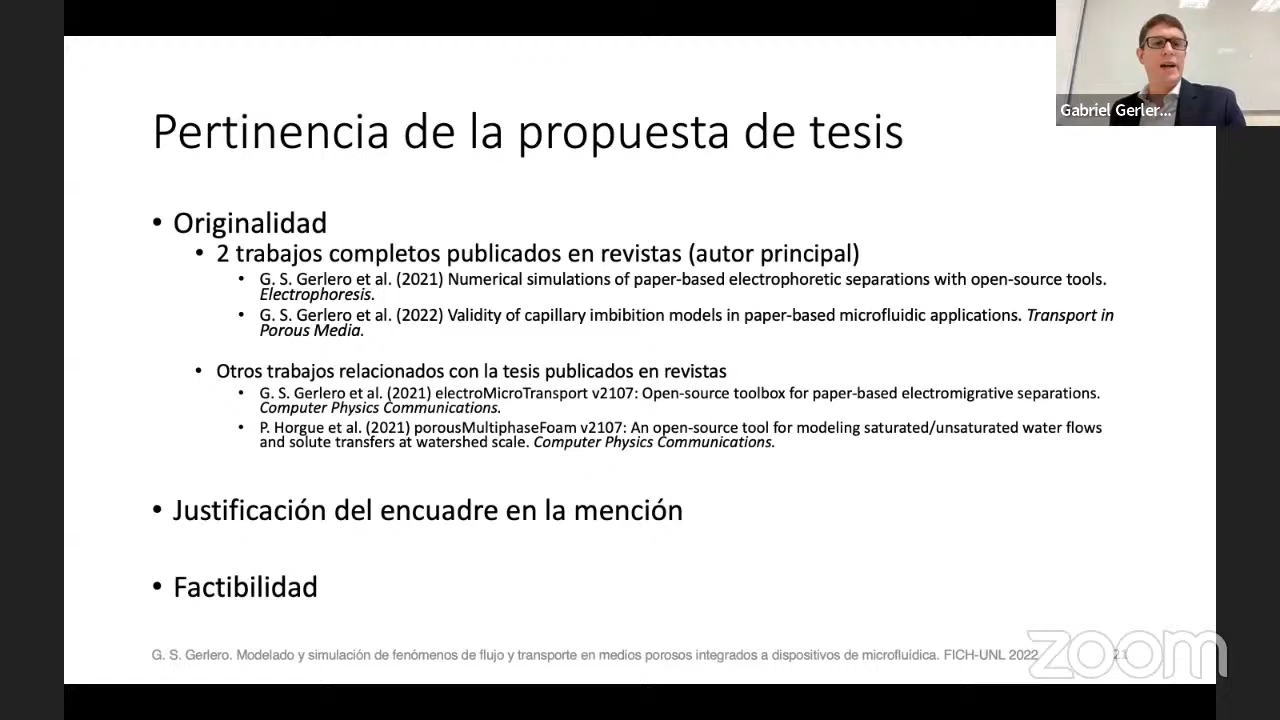 Pertinencia de la propuesta de tesis
Gabriel Gerler...
• Originalidad
• 2 trabajos completos publicados en revistas (autor principal)
• G. S. Gerlero et al. (2021) Numerical simulations of paper-based electrophoretic separations with open-source tools.
Electrophoresis.
• G. S. Gerlero et al. (2022) Validity of capillary imbibition models in paper-based microfluidic applications. Transport in
Porous Media.
• Otros trabajos relacionados con la tesis publicados en revistas
• G. S. Gerlero et al. (2021) electroMicroTransport v2107: Open-source toolbox for paper-based electromigrative separations.
Computer Physics Communications.
• P. Horgue et al. (2021) porousMultiphaseFoam v2107: An open-source tool for modeling saturated/unsaturated water flows
and solute transfers at watershed scale. Computer Physics Communications.
• Justificación del encuadre en la mención
• Factibilidad
G. S. Gerlero. Modelado y simulación de fenómenos de flujo y transporte en medios porosos integrados a dispositivos de microfluídica. FICH-UNL 2022
zoom